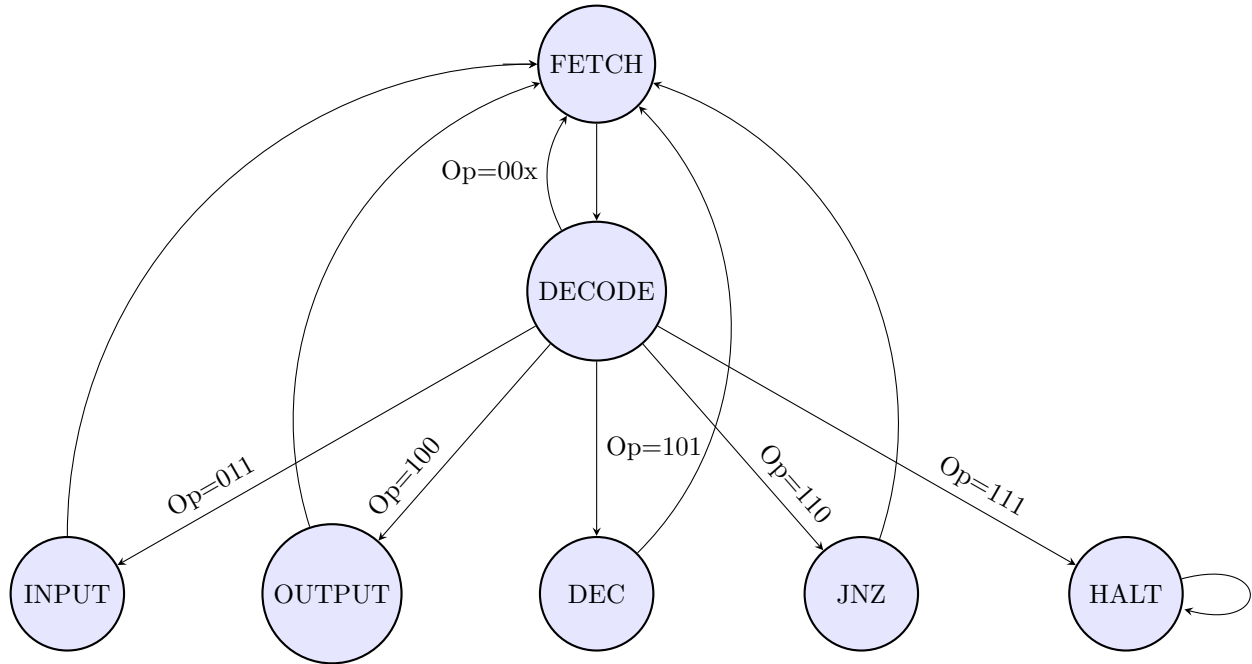 FETCH
Op=00x
DECODE
Op=011
Op=100
Op=101
Op=110
Op=111
INPUT
OUTPUT
DEC
JNZ
HALT